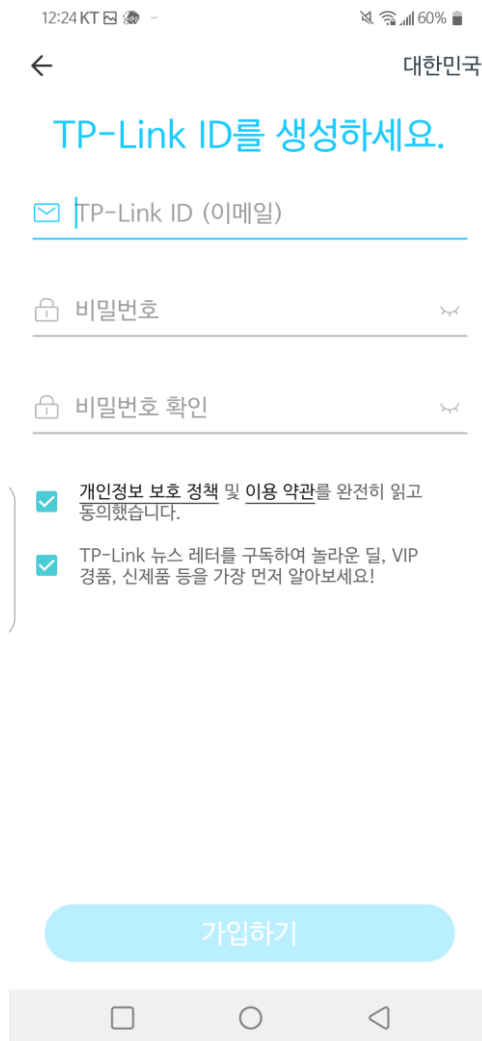 12:24 KT 60%
대한민국
TP-Link ID를 생성하세요.
TP-Link ID (이메일)
비밀번호
비밀번호 확인
개인정보 보호 정책 및 이용 약관를 완전히 읽고
동의했습니다.
TP-Link 뉴스 레터를 구독하여 놀라운 딜, VIP
경품, 신제품 등을 가장 먼저 알아보세요!
가입하기